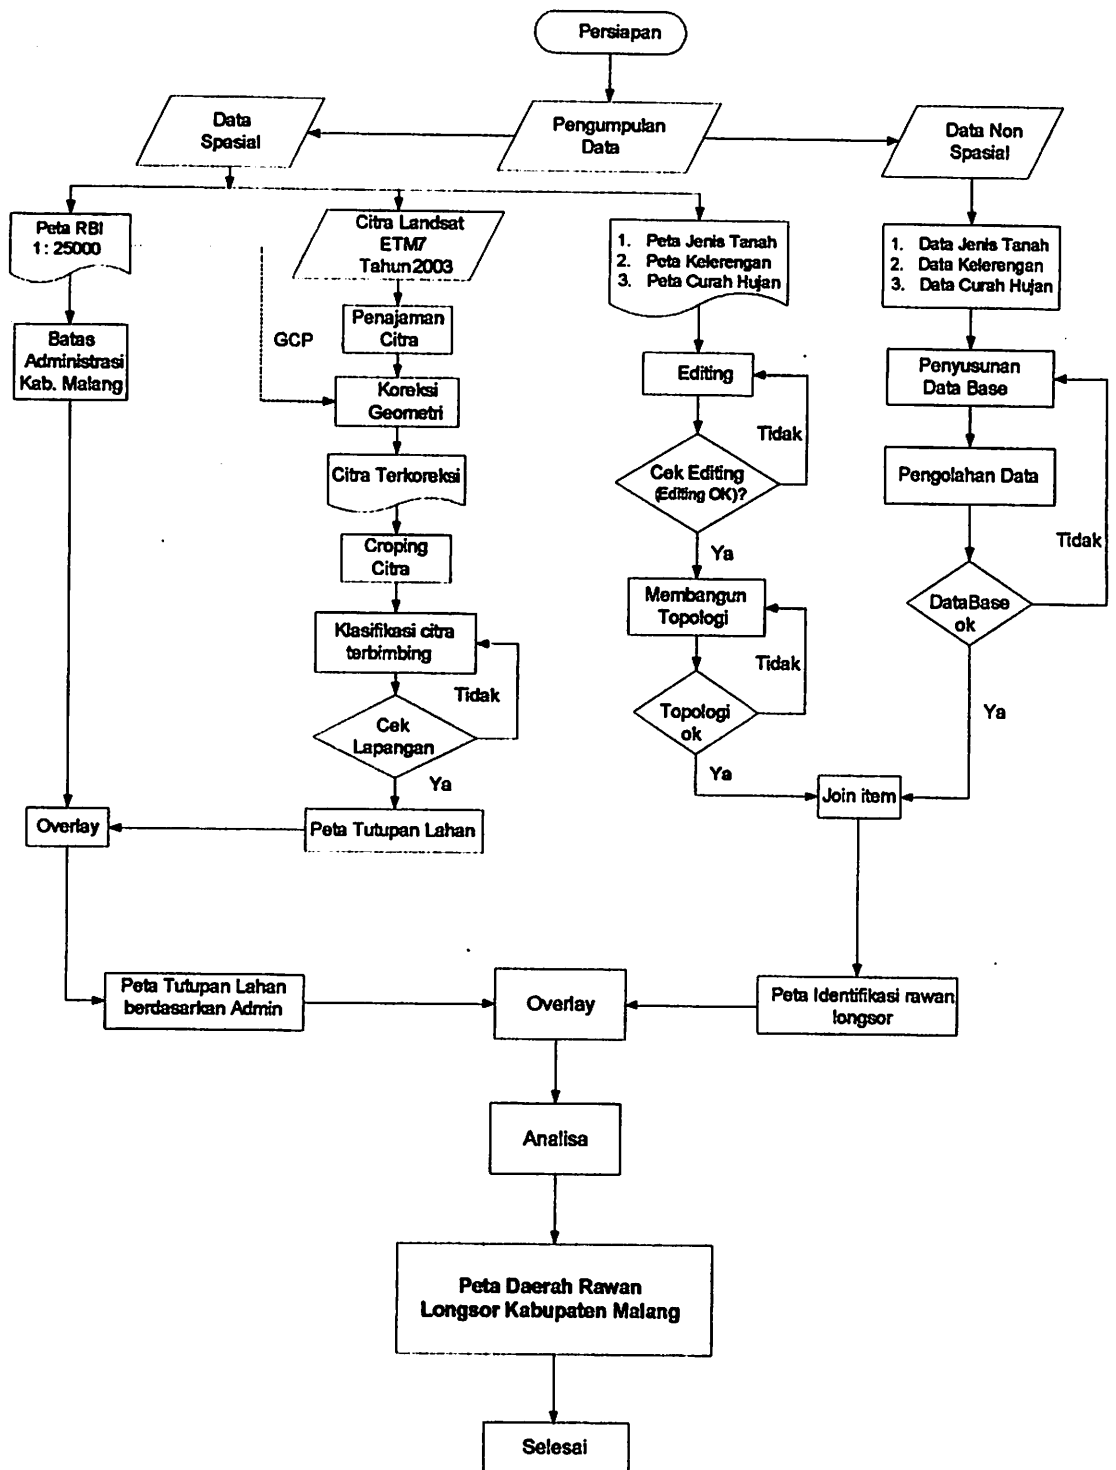 Persiapan
Data
Spasial
Pengumpulan
Data
Data Non
Spasial
Peta RBI
1 : 25000
Citra Landsat
ETM7
Tahun 2003
1. Peta Jenis Tanah
2. Peta Kelerengan
3. Peta Curah Hujan
1. Data Jenis Tanah
2. Data Kelerengan
3. Data Curah Hujan
GCP
Penajaman
Citra
Batas
Administrasi
Kab. Malang
Editing
Penyusunan
Data Base
Koreksi
Geometri
Tidak
Citra Terkoreksi
Cek Editing
(Editing OK)?
Pengolahan Data
Tidak
Croping
Citra
Ya
Membangun
Topologi
DataBase
ok
Klasifikasi citra
terbimbing
Tidak
Tidak
Cek
Lapangan
Topologi
ok
Ya
Ya
Ya
Join item
Overlay
Peta Tutupan Lahan
Peta Tutupan Lahan
berdasarkan Admin
Overlay
Peta Identifikasi rawan
longsor
Analisa
Peta Daerah Rawan
Longsor Kabupaten Malang
Selesai